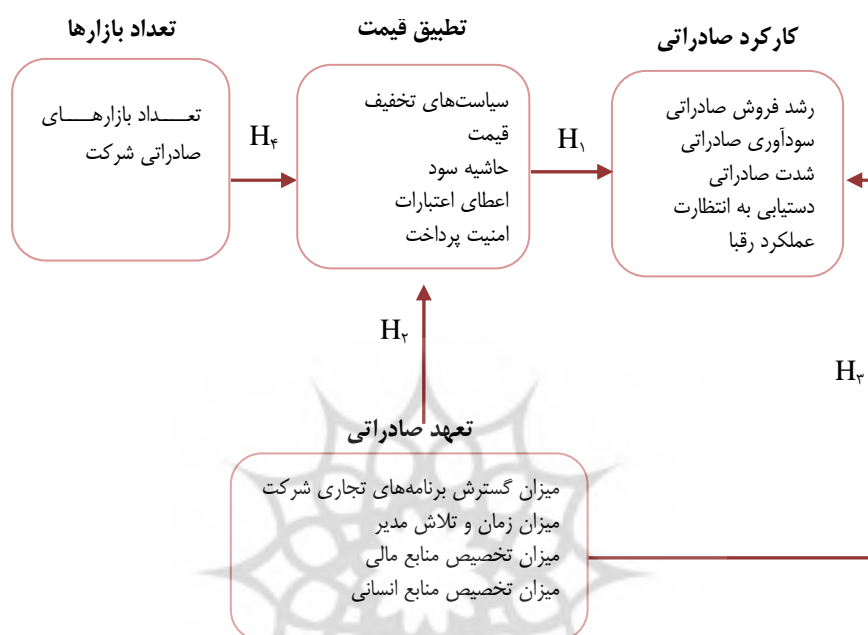 کارکرد صادراتی
رشد فروش صادراتی
سودآوری صادراتی
شدت صادراتی
دستیابی به انتظارت
عملکرد رقبا
H۱
تطبیق قیمت
سیاست‌های تخفیف
قیمت
حاشیه سود
اعطای اعتبارات
امنیت پرداخت
H۴
تعداد بازارها
تعـــداد بازارهـــــای
صادراتی شرکت
H۲
H۳
تعهد صادراتی
میزان گسترش برنامه‌های تجاری شرکت
میزان زمان و تلاش مدیر
میزان تخصیص منابع مالی
میزان تخصیص منابع انسانی